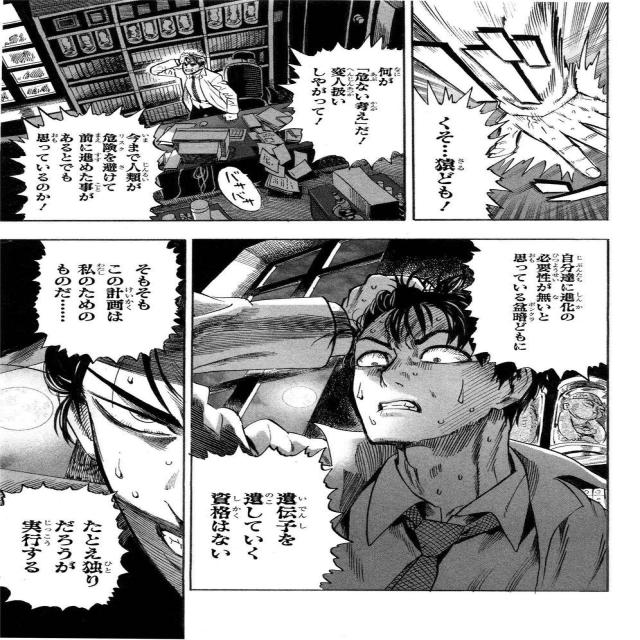 くそ…猿ども！
何が
「危ない考え」だ！
変人扱い
しやがって！
今まで人類が
危険を避けて
前に進めた事が
あるとでも
思っているのか！
自分達に進化の
必要性が無いと
思っている盆暗どもに
遺伝子を
遺していく
資格はない
そもそも
この計画は
私のための
ものだ……
たとえ独り
だろうが
実行する